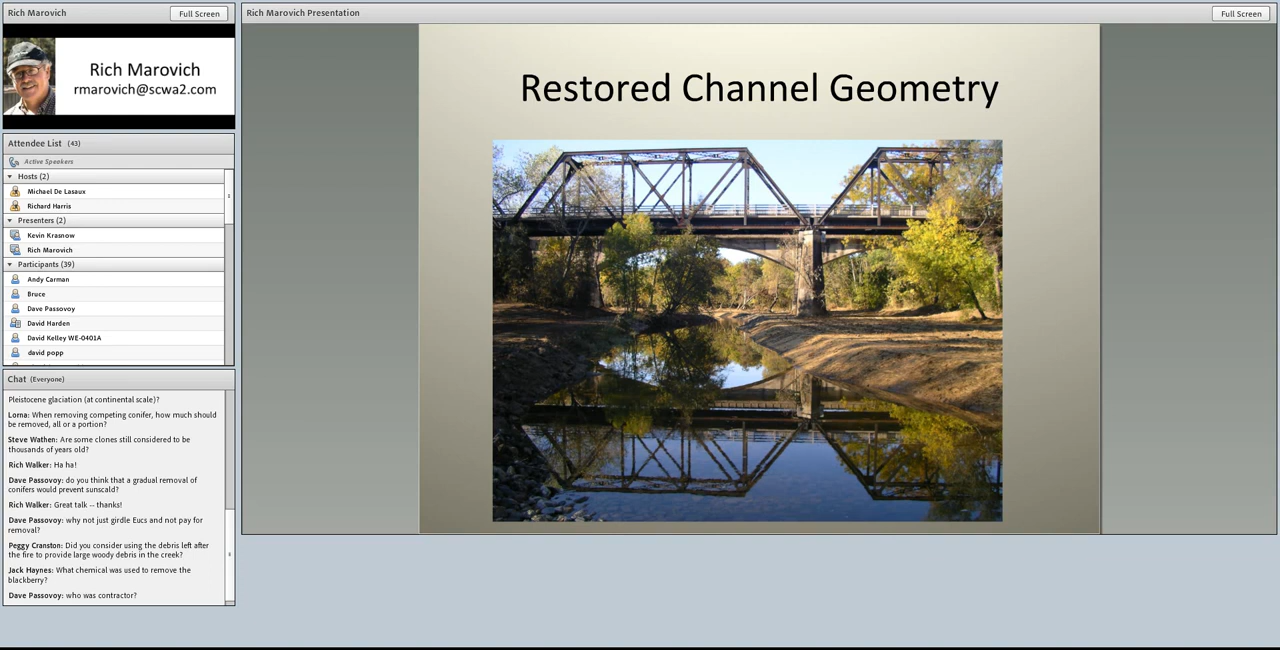 Rich Marovich
Full Screen
Rich Marovich
rmarovich@scwa2.com
Attendee List (43)
Active Speakers
Hosts (2)
Michael De Lasaux
Richard Harris
Presenters (2)
Kevin Krasnow
Rich Marovich
Participants (39)
Andy Carman
Bruce
Dave Passovoy
David Harden
David Kelley WE-0401A
david popp
Chat (Everyone)
Pleistocene glaciation (at continental scale)?
Lorna: When removing competing conifer, how much should
be removed, all or a portion?
Steve Wathen: Are some clones still considered to be
thousands of years old?
Rich Walker: Ha ha!
Dave Passovoy: do you think that a gradual removal of
conifers would prevent sunscald?
Rich Walker: Great talk -- thanks!
Dave Passovoy: why not just girdle Eucs and not pay for
removal?
Peggy Cranston: Did you consider using the debris left after
the fire to provide large woody debris in the creek?
Jack Haynes: What chemical was used to remove the
blackberry?
Dave Passovoy: who was contractor?
Rich Marovich Presentation
Full Screen
Restored Channel Geometry